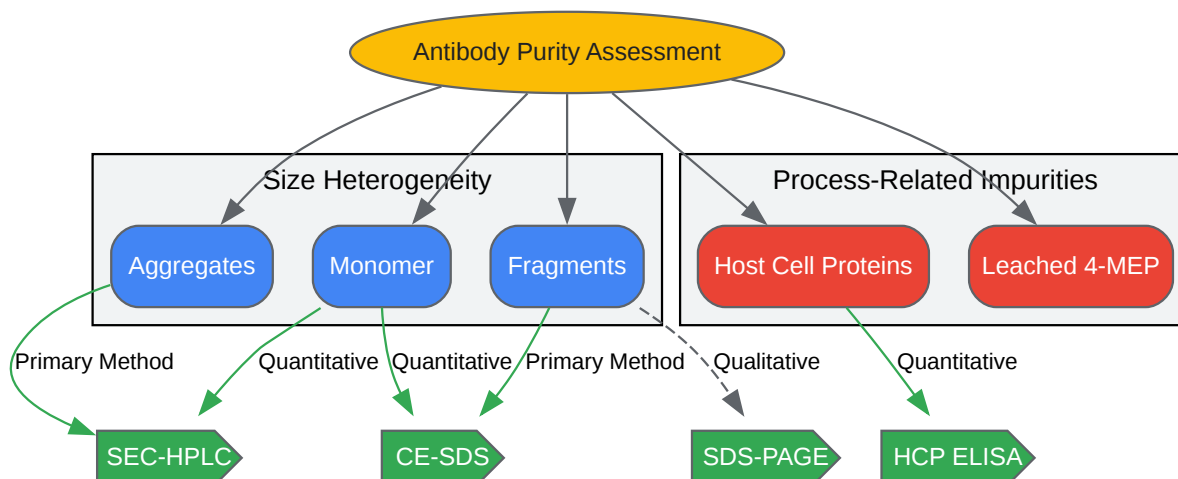 Antibody Purity Assessment
Size Heterogeneity
Process-Related Impurities
Aggregates
Monomer
Fragments
Host Cell Proteins
Leached 4-MEP
Primary Method
Quantitative
Quantitative
Primary Method
Qualitative
Quantitative
SEC-HPLC
CE-SDS
SDS-PAGE
HCP ELISA